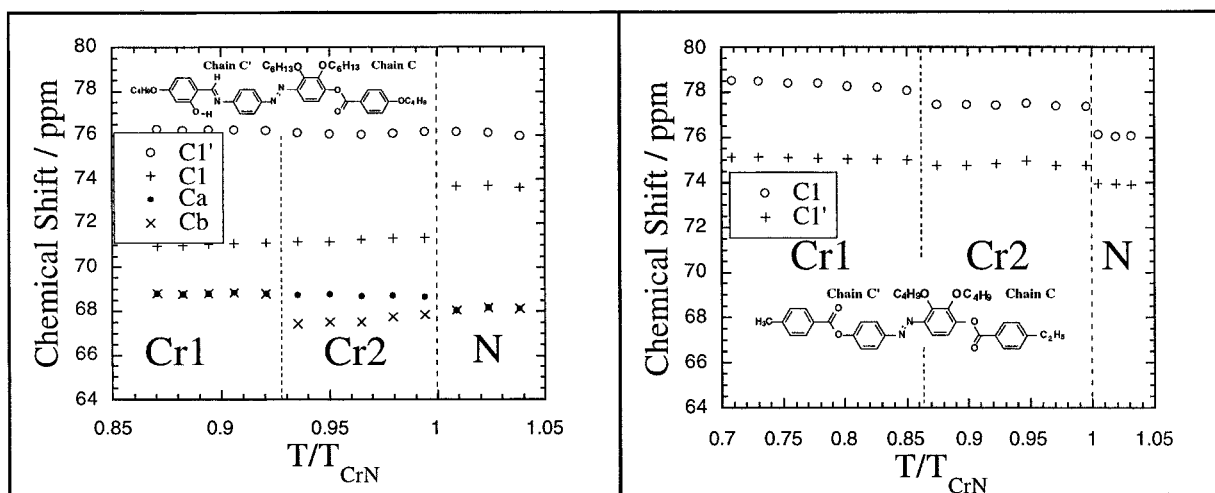 80
78
76
74
72
70
68
66
64
Chemical Shift / ppm
Chain C' C₆H₁₃O OC₆H₁₃ Chain C
H
C₄H₉O
N
N
N
O
O-H
O
OC₄H₉
○ C1'
+ C1
• Ca
× Cb
Cr1 Cr2 N
0.85 0.9 0.95 1 1.05
T/T_CrN
80
78
76
74
72
70
68
66
64
Chemical Shift / ppm
○ C1
+ C1'
Cr1 Cr2 N
Chain C' C₄H₉O OC₄H₉ Chain C
H₃C
O
O
N
N
O
O
C₂H₅
0.7 0.75 0.8 0.85 0.9 0.95 1 1.05
T/T_CrN